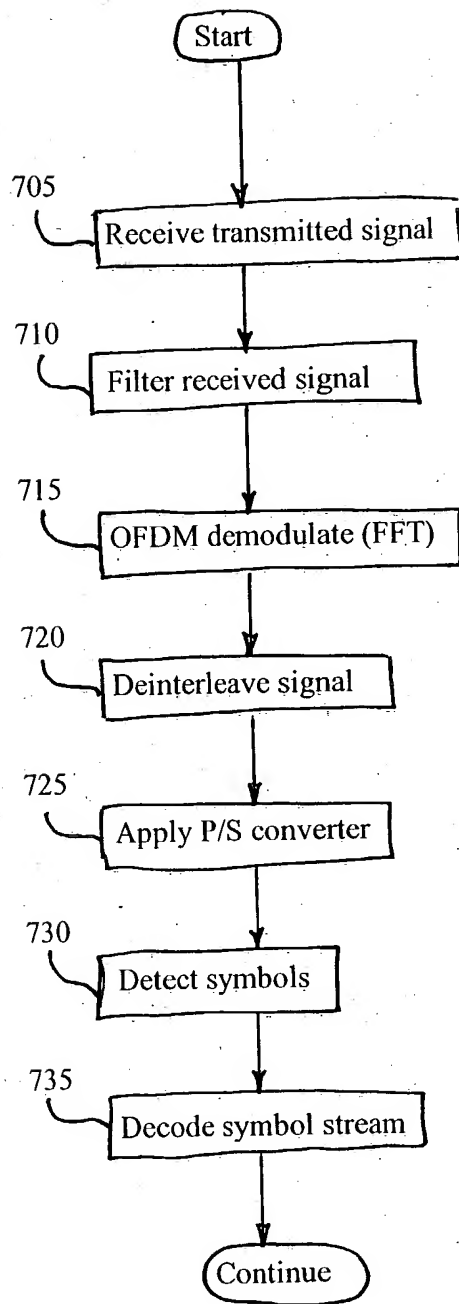 Start
705
Receive transmitted signal
710
Filter received signal
715
OFDM demodulate (FFT)
720
Deinterleave signal
725
Apply P/S converter
730
Detect symbols
735
Decode symbol stream
Continue